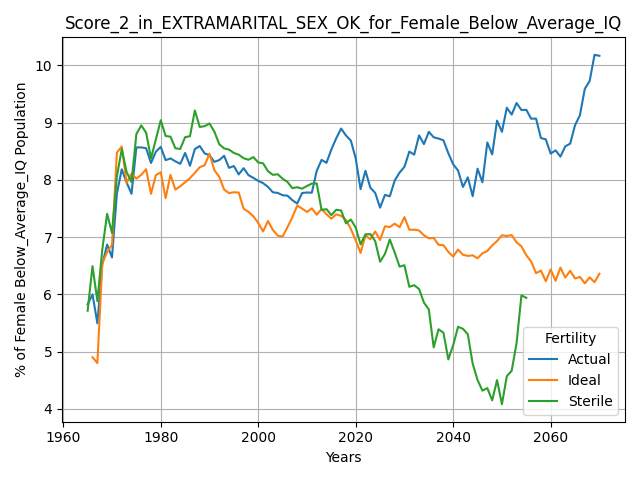 Score_2_in_EXTRAMARITAL_SEX_OK_for_Female_Below_Average_IQ
% of Female Below_Average_IQ Population
10
9
8
7
6
5
4
1960
1980
2000
2020
2040
2060
Years
Fertility
Actual
Ideal
Sterile